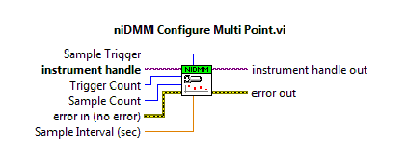 niDMM Configure Multi Point.vi
Sample Trigger
instrument handle
Trigger Count
Sample Count
error in (no error)
Sample Interval (sec)
NIDMM
instrument handle out
error out